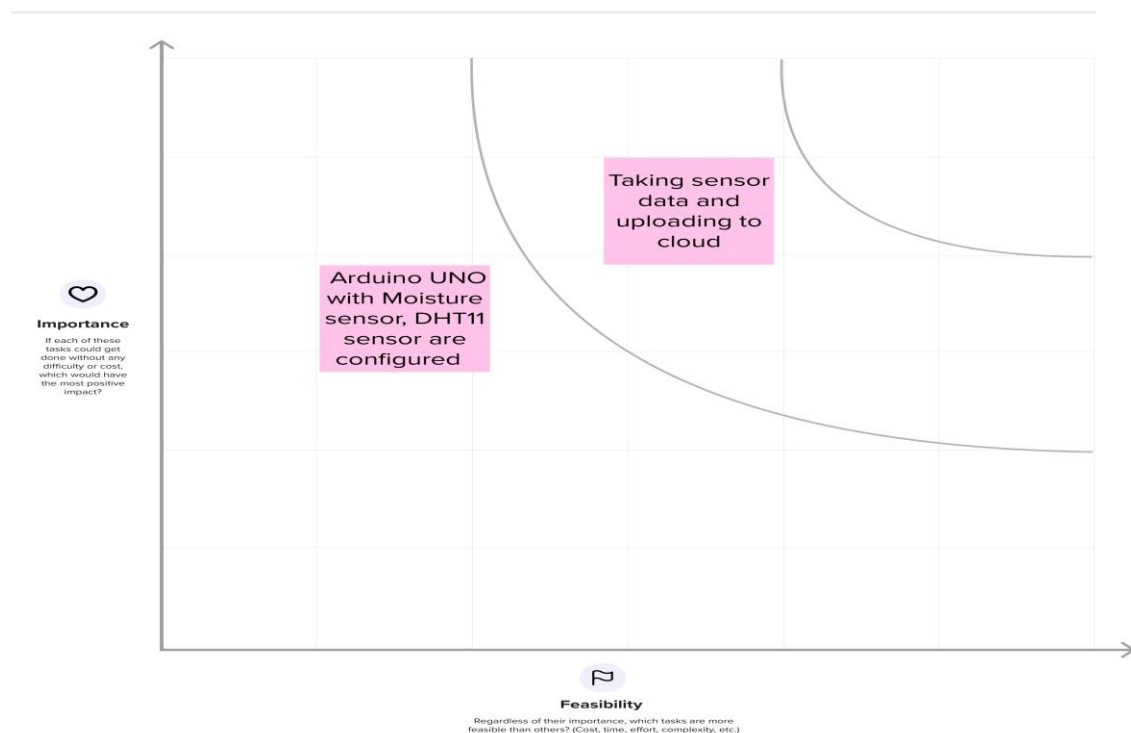 Taking sensor
data and
uploading to
cloud
Arduino UNO
with Moisture
sensor, DHT11
sensor are
configured
Importance
If each of these
tasks could get
done without any
difficulty or cost,
which would have
the most positive
impact?
Feasibility
Regardless of their importance, which tasks are more
feasible than others? (Cost, time, effort, complexity, etc.)